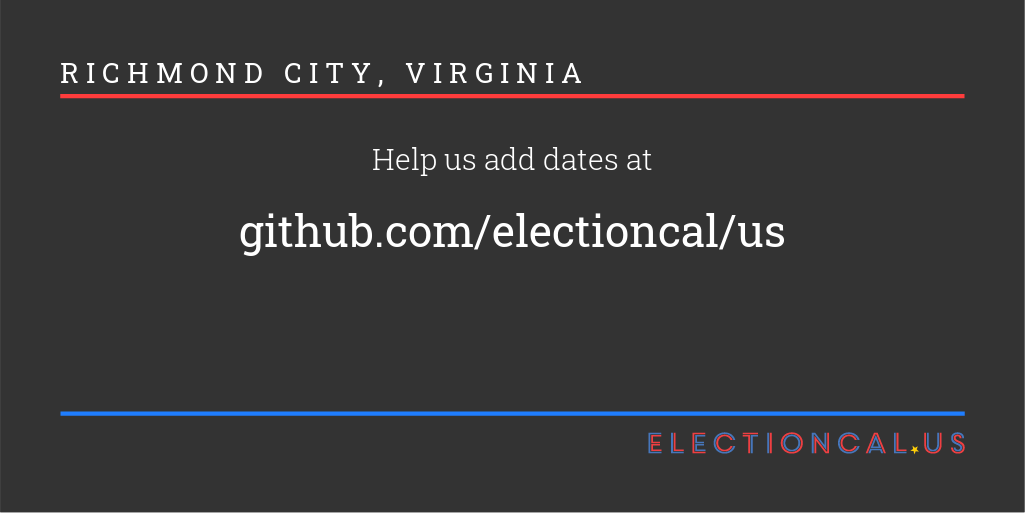 RICHMOND CITY, VIRGINIA
Help us add dates at
github.com/electioncal/us
ELECTIONCAL.US